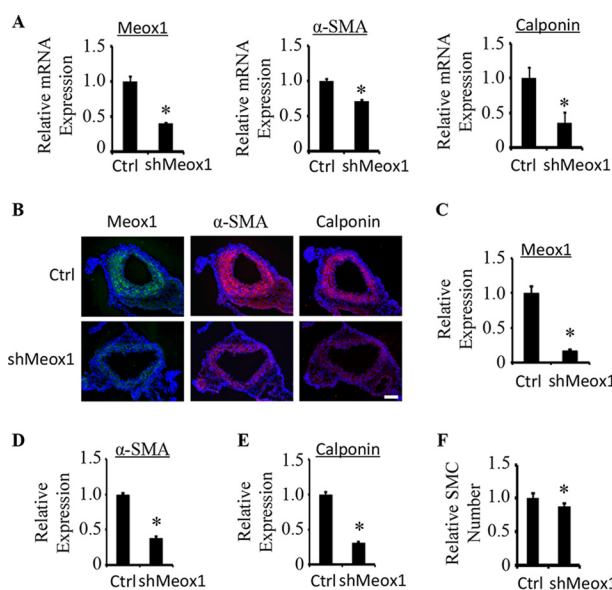 A
Meox1
α-SMA
Calponin
Relative mRNA
Expression
1.5
1.0
0.5
0
*
Ctrl shMeox1
Relative mRNA
Expression
1.5
1.0
0.5
0
*
Ctrl shMeox1
Relative mRNA
Expression
1.5
1.0
0.5
0
*
Ctrl shMeox1
B
Meox1
α-SMA
Calponin
Ctrl
shMeox1
C
Meox1
Relative
Expression
1.5
1.0
0.5
0
*
Ctrl shMeox1
D
α-SMA
Relative
Expression
1.5
1.0
0.5
0
*
Ctrl shMeox1
E
Calponin
Relative
Expression
1.5
1.0
0.5
0
*
Ctrl shMeox1
F
Relative SMC
Number
1.5
1.0
0.5
0
*
Ctrl shMeox1